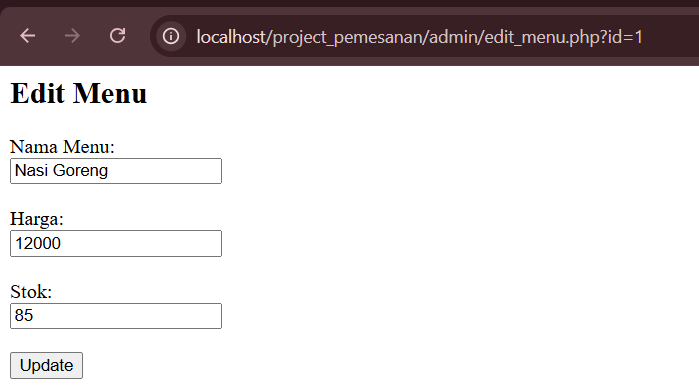 localhost/project_pemesanan/admin/edit_menu.php?id=1
Edit Menu
Nama Menu:
Nasi Goreng
Harga:
12000
Stok:
85
Update